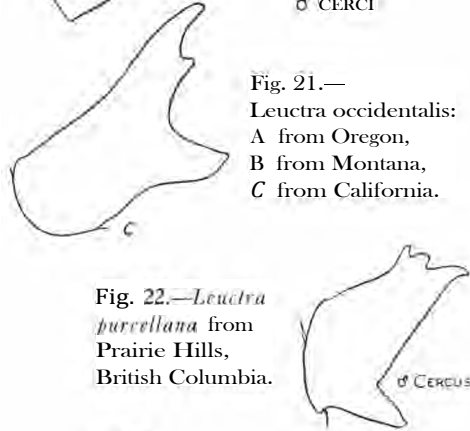 ♂ CERCI
Fig. 21.—
Leuctra occidentalis:
A from Oregon,
B from Montana,
C from California.
C
Fig. 22.—Leuctra
purcellana from
Prairie Hills,
British Columbia.
♂ CERCUS